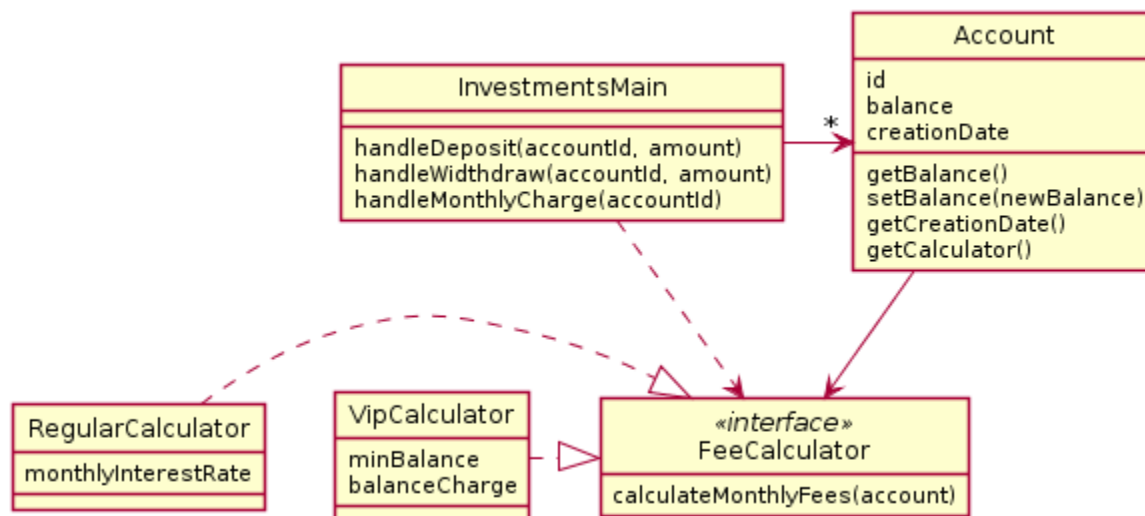 Account
id
balance
creationDate
getBalance()
setBalance(newBalance)
getCreationDate()
getCalculator()
InvestmentsMain
handleDeposit(accountId, amount)
handleWidthdraw(accountId, amount)
handleMonthlyCharge(accountId)
*
RegularCalculator
monthlyInterestRate
VipCalculator
minBalance
balanceCharge
«interface»
FeeCalculator
calculateMonthlyFees(account)